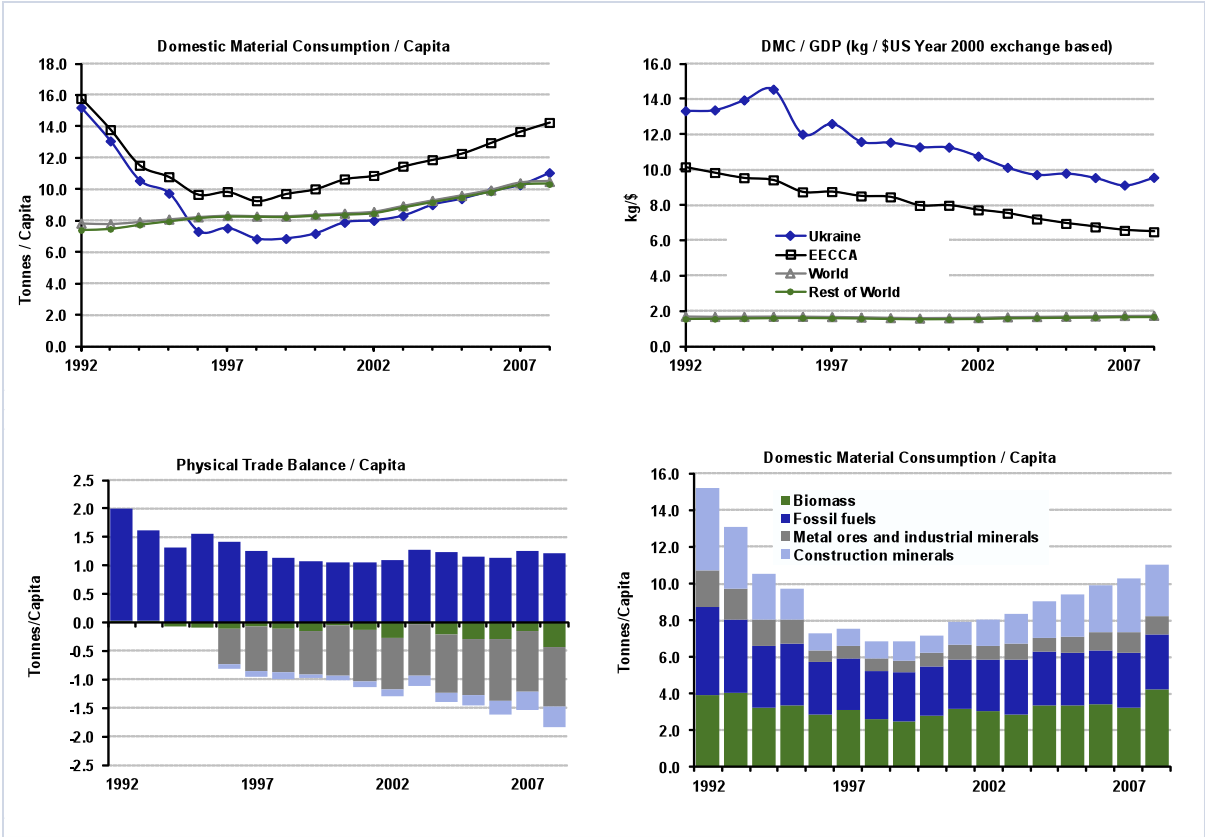 Domestic Material Consumption / Capita
18.0
16.0
14.0
12.0
10.0
8.0
6.0
4.0
2.0
0.0
Tonnes / Capita
1992 1997 2002 2007
DMC / GDP (kg / $US Year 2000 exchange based)
16.0
14.0
12.0
10.0
8.0
6.0
4.0
2.0
0.0
kg/$
Ukraine
EECCA
World
Rest of World
1992 1997 2002 2007
Physical Trade Balance / Capita
2.5
2.0
1.5
1.0
0.5
0.0
-0.5
-1.0
-1.5
-2.0
-2.5
Tonnes/Capita
1992 1997 2002 2007
Domestic Material Consumption / Capita
16.0
14.0
12.0
10.0
8.0
6.0
4.0
2.0
0.0
Tonnes/Capita
Biomass
Fossil fuels
Metal ores and industrial minerals
Construction minerals
1992 1997 2002 2007